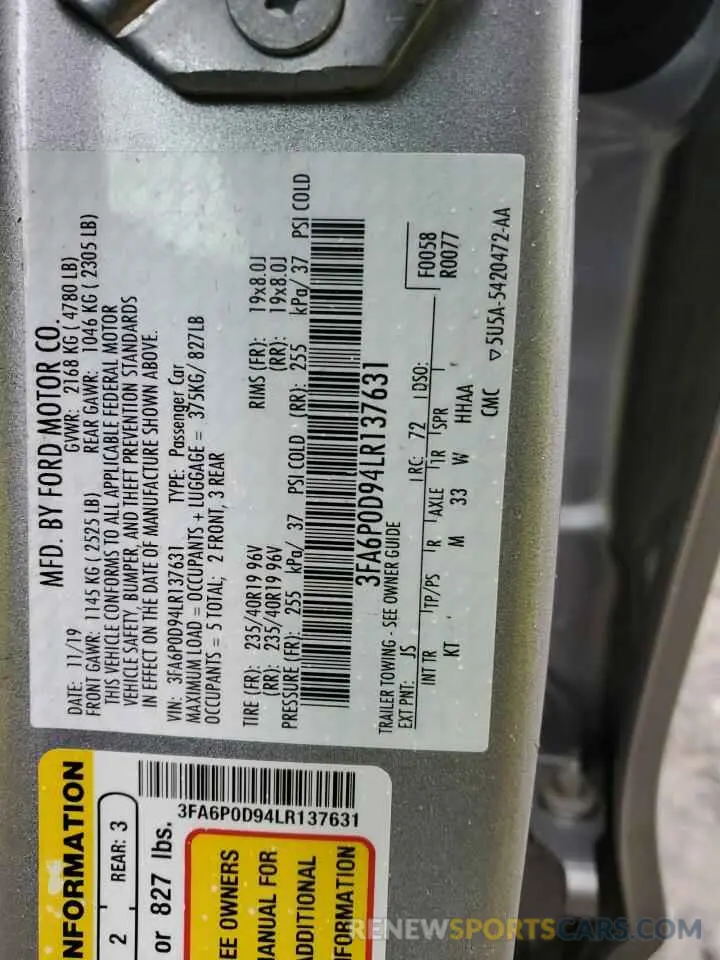 MFD. BY FORD MOTOR CO.
DATE: 11/19 GVWR: 2168 KG ( 4780 LB)
FRONT GAWR: 1145 KG ( 2525 LB) REAR GAWR: 1046 KG ( 2305 LB)
THIS VEHICLE CONFORMS TO ALL APPLICABLE FEDERAL MOTOR
VEHICLE SAFETY, BUMPER, AND THEFT PREVENTION STANDARDS
IN EFFECT ON THE DATE OF MANUFACTURE SHOWN ABOVE.
VIN: 3FA6P0D94LR137631 TYPE: Passenger Car
MAXIMUM LOAD = OCCUPANTS + LUGGAGE = 375KG/ 827LB
OCCUPANTS = 5 TOTAL; 2 FRONT, 3 REAR
TIRE (FR): 235/40R19 96V RIMS (FR): 19x8.0J
(RR): 235/40R19 96V (RR): 19x8.0J
PRESSURE (FR): 255 kPa/ 37 PSI COLD (RR): 255 kPa/ 37 PSI COLD
3FA6P0D94LR137631
TRAILER TOWING - SEE OWNER GUIDE
EXT PNT: JS RC: 72 DSO: F0058
R0077
INT TR TP/PS R AXLE TR SPR
KT M 33 W HHAA
CMC ▽5U5A-5420472-AA
NFORMATION
2 REAR: 3
or 827 lbs.
3FA6P0D94LR137631
EE OWNERS
ANUAL FOR
ADDITIONAL
FORMATION
RENEWSPORTSCARS.COM